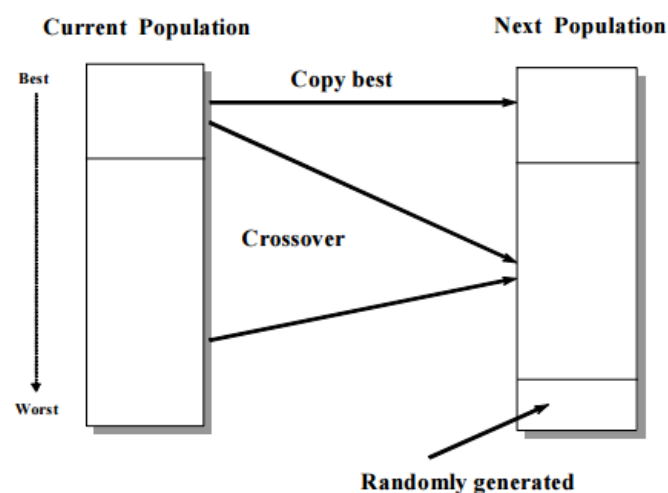 Current Population
Next Population
Best
Copy best
Crossover
Worst
Randomly generated